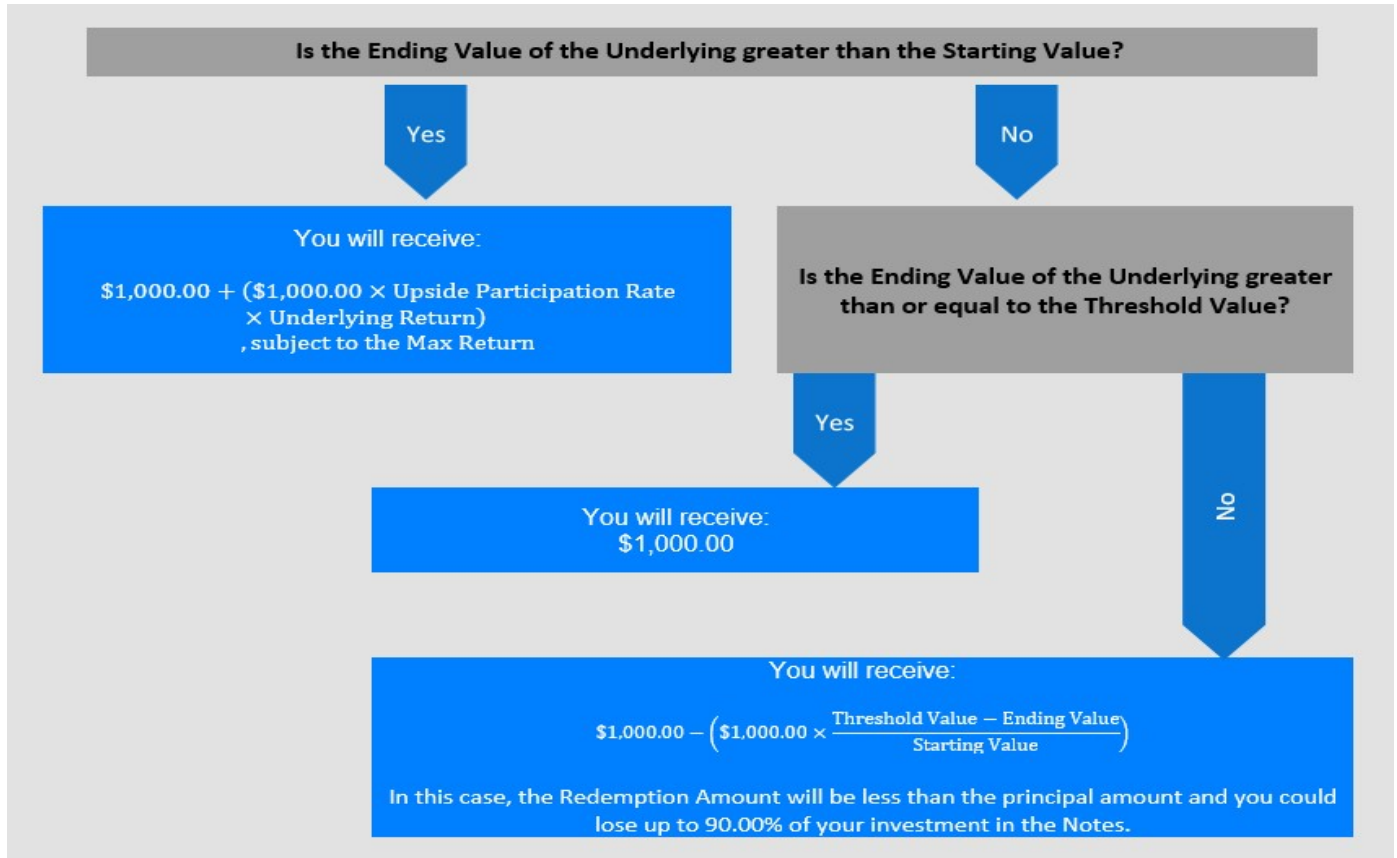 Is the Ending Value of the Underlying greater than the Starting Value?
Yes
No
You will receive:
$1,000.00 + ($1,000.00 × Upside Participation Rate
× Underlying Return)
, subject to the Max Return
Is the Ending Value of the Underlying greater
than or equal to the Threshold Value?
Yes
No
You will receive:
$1,000.00
You will receive:
$1,000.00 − ($1,000.00 × Threshold Value − Ending Value
Starting Value)
In this case, the Redemption Amount will be less than the principal amount and you could
lose up to 90.00% of your investment in the Notes.